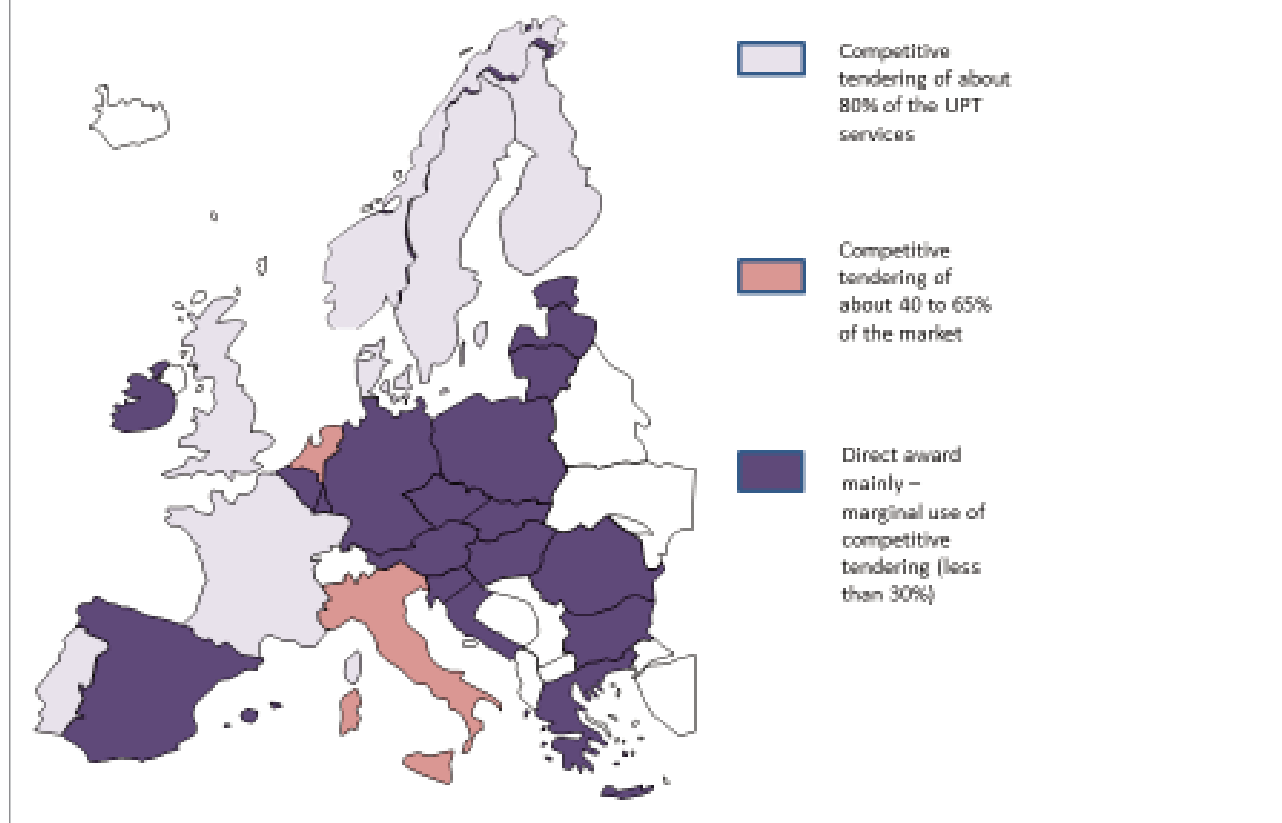 Competitive
tendering of about
80% of the UPT
services
Competitive
tendering of
about 40 to 65%
of the market
Direct award
mainly –
marginal use of
competitive
tendering (less
than 30%)